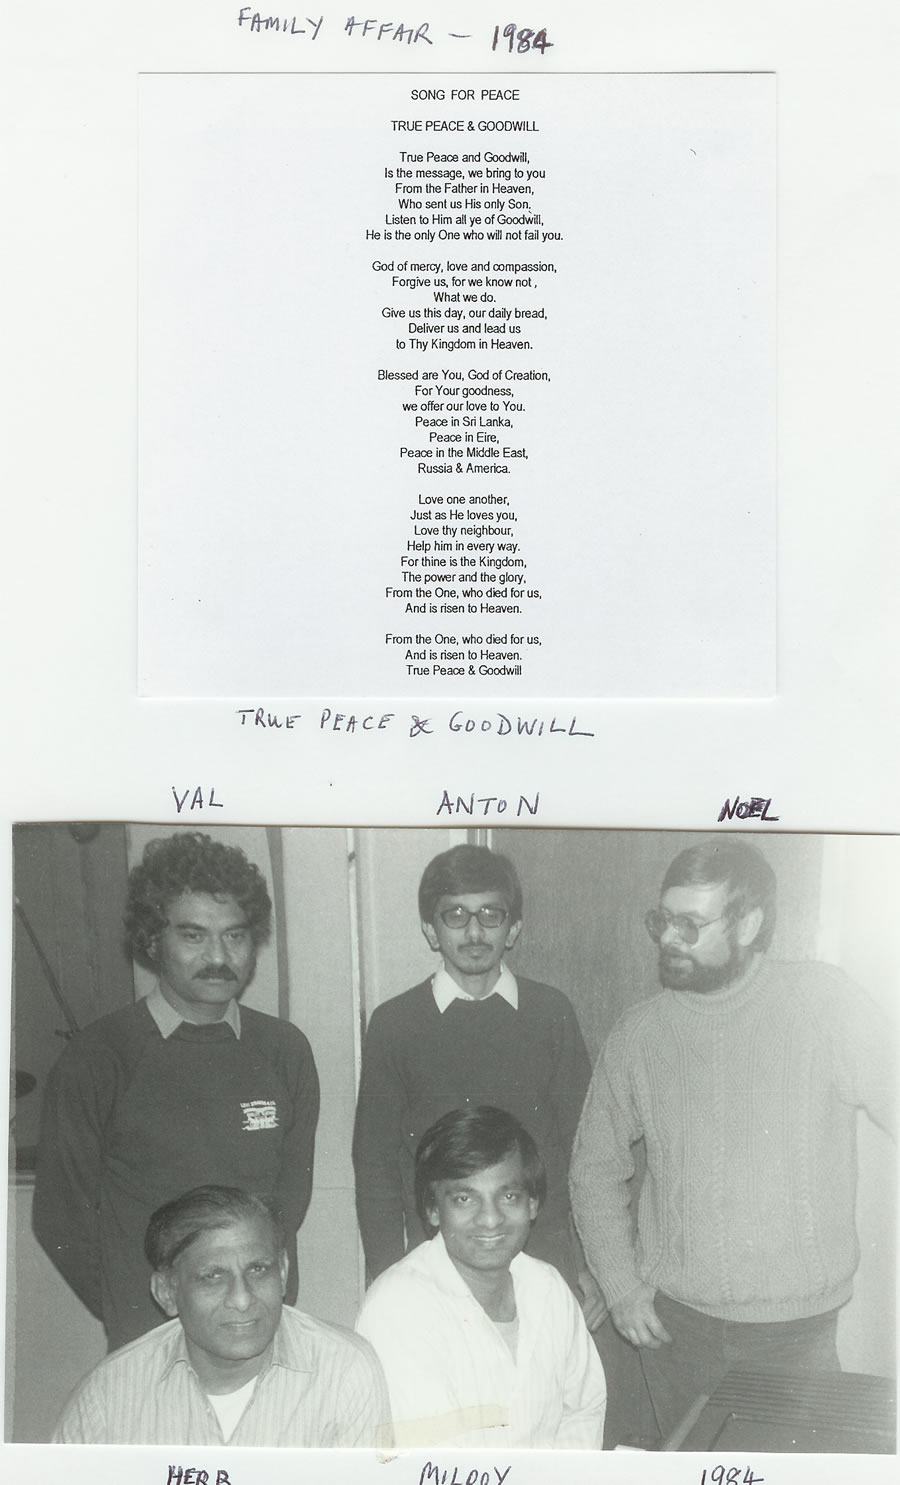 FAMILY AFFAIR - 1984
SONG FOR PEACE
TRUE PEACE & GOODWILL
True Peace and Goodwill,
Is the message, we bring to you
From the Father in Heaven,
Who sent us His only Son.
Listen to Him all ye of Goodwill,
He is the only One who will not fail you.
God of mercy, love and compassion,
Forgive us, for we know not ,
What we do.
Give us this day, our daily bread,
Deliver us and lead us
to Thy Kingdom in Heaven.
Blessed are You, God of Creation,
For Your goodness,
we offer our love to You.
Peace in Sri Lanka,
Peace in Eire,
Peace in the Middle East,
Russia & America.
Love one another,
Just as He loves you,
Love thy neighbour,
Help him in every way.
For thine is the Kingdom,
The power and the glory,
From the One, who died for us,
And is risen to Heaven.
From the One, who died for us,
And is risen to Heaven.
True Peace & Goodwill
TRUE PEACE & GOODWILL
VAL ANTON NOEL
HERB MILROY 1984